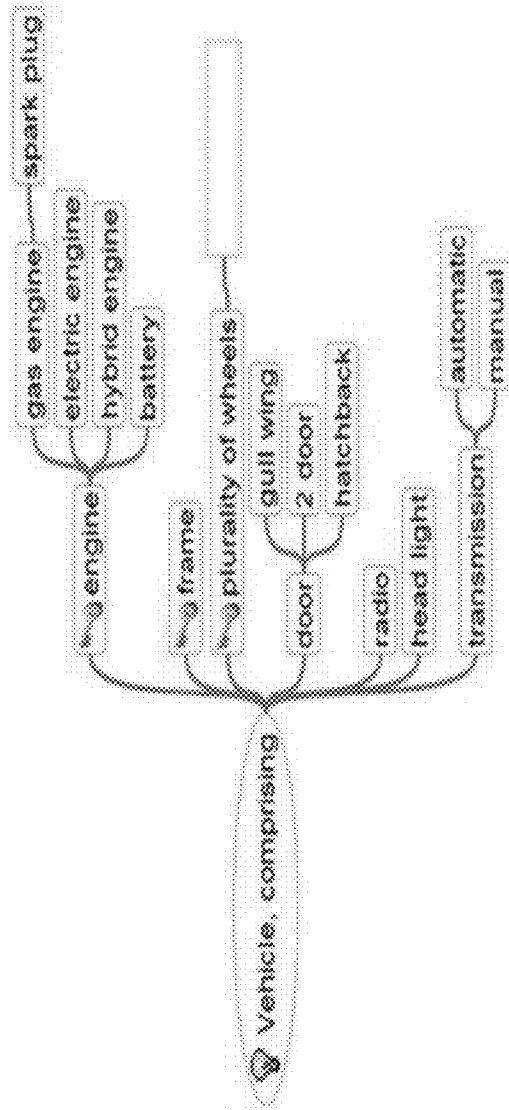 Vehicle, comprising
engine
gas engine
spark plug
electric engine
hybrid engine
battery
frame
plurality of wheels
door
gull wing
2 door
hatchback
radio
head light
transmission
automatic
manual